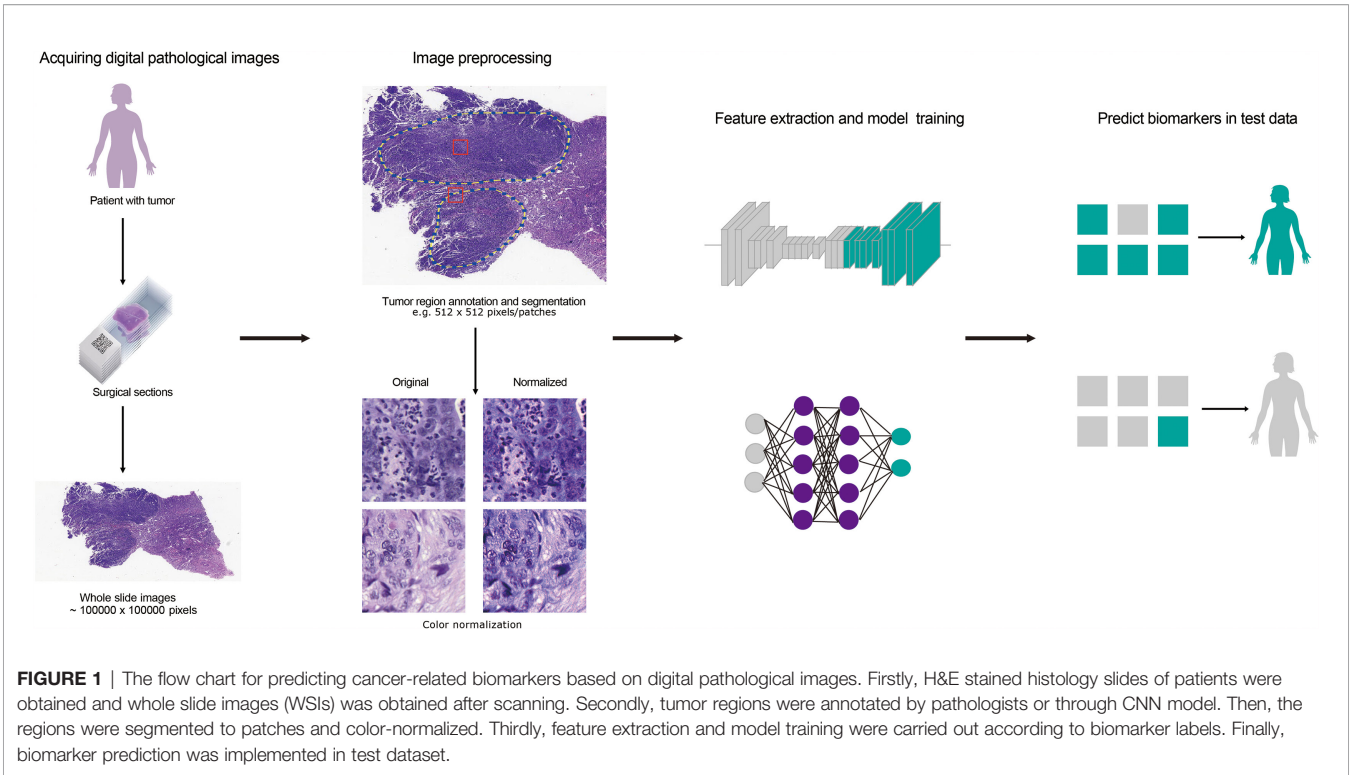 Acquiring digital pathological images
Patient with tumor
Surgical sections
Whole slide images
~ 100000 x 100000 pixels
Image preprocessing
Tumor region annotation and segmentation
e.g. 512 x 512 pixels/patches
Original
Normalized
Color normalization
Feature extraction and model training
Predict biomarkers in test data
FIGURE 1 | The flow chart for predicting cancer-related biomarkers based on digital pathological images. Firstly, H&E stained histology slides of patients were
obtained and whole slide images (WSIs) was obtained after scanning. Secondly, tumor regions were annotated by pathologists or through CNN model. Then, the
regions were segmented to patches and color-normalized. Thirdly, feature extraction and model training were carried out according to biomarker labels. Finally,
biomarker prediction was implemented in test dataset.